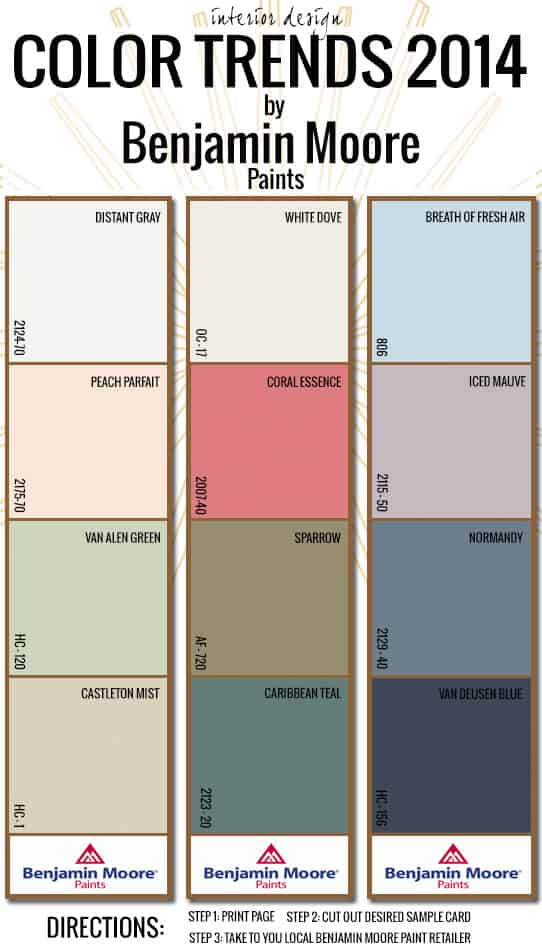 interior design
COLOR TRENDS 2014
by
Benjamin Moore
Paints
DISTANT GRAY
2124-70
PEACH PARFAIT
2175-70
VAN ALEN GREEN
HC - 120
CASTLETON MIST
HC - 1
Benjamin Moore®
Paints
WHITE DOVE
OC - 17
CORAL ESSENCE
2007-40
SPARROW
AF - 720
CARIBBEAN TEAL
2123 - 20
Benjamin Moore®
Paints
BREATH OF FRESH AIR
806
ICED MAUVE
2115 - 50
NORMANDY
2129 - 40
VAN DEUSEN BLUE
HC - 156
Benjamin Moore®
Paints
DIRECTIONS:
STEP 1: PRINT PAGE STEP 2: CUT OUT DESIRED SAMPLE CARD
STEP 3: TAKE TO YOU LOCAL BENJAMIN MOORE PAINT RETAILER